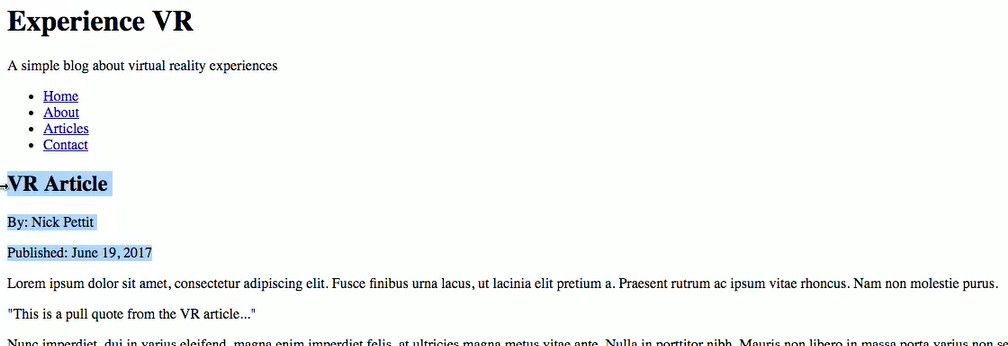 Experience VR
A simple blog about virtual reality experiences
Home
About
Articles
Contact
VR Article
By: Nick Pettit
Published: June 19, 2017
Lorem ipsum dolor sit amet, consectetur adipiscing elit. Fusce finibus urna lacus, ut lacinia elit pretium a. Praesent rutrum ac ipsum vitae rhoncus. Nam non molestie purus.
"This is a pull quote from the VR article..."
Nunc imperdiet, dui in varius eleifend, magna enim imperdiet felis, at ultricies magna metus vitae ante. Nulla in porttitor nibh. Mauris non libero in massa porta varius non